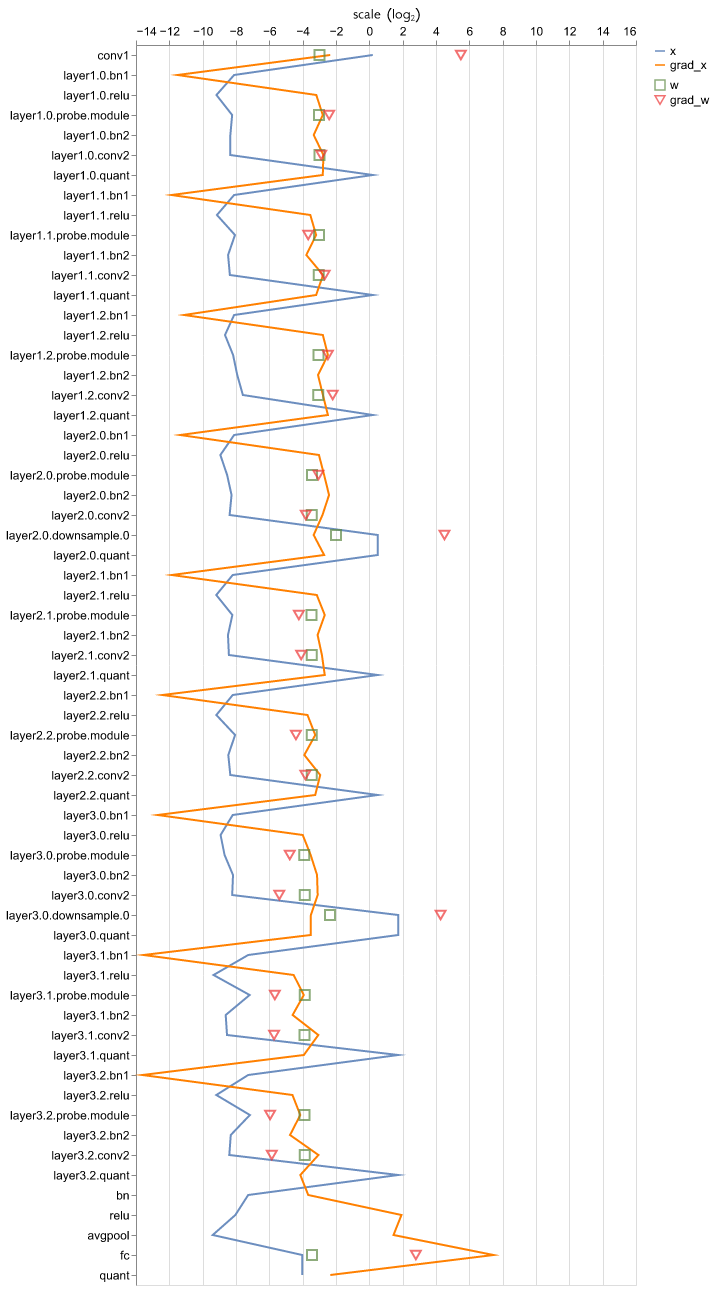 scale (log₂)
−14 −12 −10 −8 −6 −4 −2 0 2 4 6 8 10 12 14 16
x
grad_x
w
grad_w
conv1
layer1.0.bn1
layer1.0.relu
layer1.0.probe.module
layer1.0.bn2
layer1.0.conv2
layer1.0.quant
layer1.1.bn1
layer1.1.relu
layer1.1.probe.module
layer1.1.bn2
layer1.1.conv2
layer1.1.quant
layer1.2.bn1
layer1.2.relu
layer1.2.probe.module
layer1.2.bn2
layer1.2.conv2
layer1.2.quant
layer2.0.bn1
layer2.0.relu
layer2.0.probe.module
layer2.0.bn2
layer2.0.conv2
layer2.0.downsample.0
layer2.0.quant
layer2.1.bn1
layer2.1.relu
layer2.1.probe.module
layer2.1.bn2
layer2.1.conv2
layer2.1.quant
layer2.2.bn1
layer2.2.relu
layer2.2.probe.module
layer2.2.bn2
layer2.2.conv2
layer2.2.quant
layer3.0.bn1
layer3.0.relu
layer3.0.probe.module
layer3.0.bn2
layer3.0.conv2
layer3.0.downsample.0
layer3.0.quant
layer3.1.bn1
layer3.1.relu
layer3.1.probe.module
layer3.1.bn2
layer3.1.conv2
layer3.1.quant
layer3.2.bn1
layer3.2.relu
layer3.2.probe.module
layer3.2.bn2
layer3.2.conv2
layer3.2.quant
bn
relu
avgpool
fc
quant